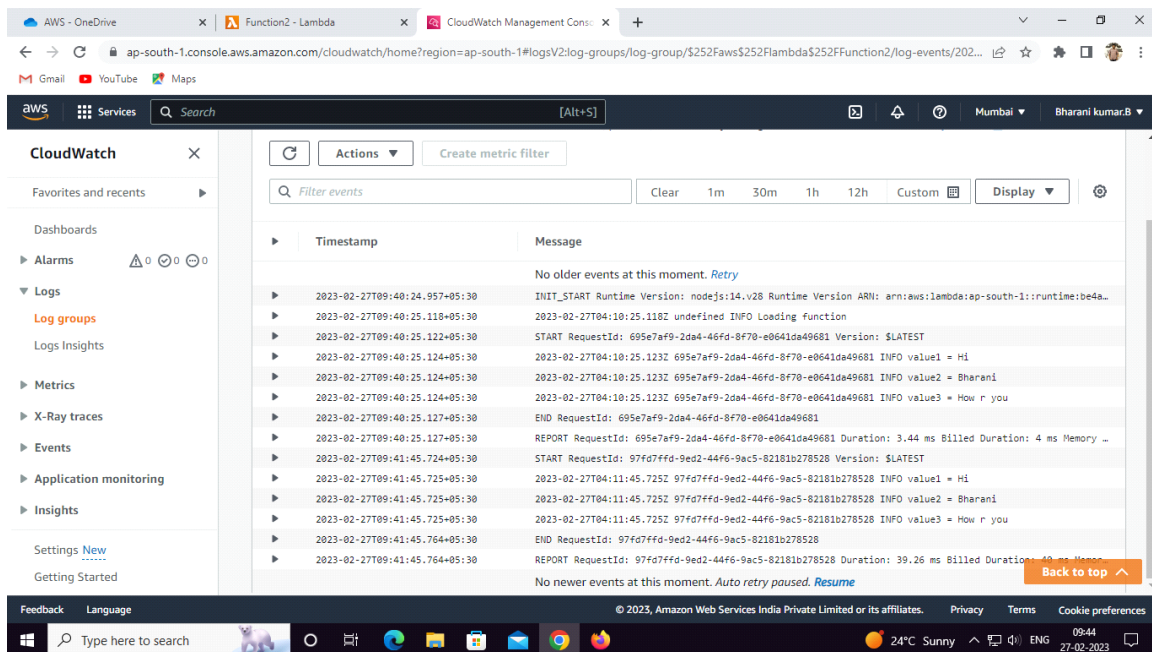 AWS - OneDrive
Function2 - Lambda
CloudWatch Management Conso
ap-south-1.console.aws.amazon.com/cloudwatch/home?region=ap-south-1#logsV2:log-groups/log-group/$252Faws$252Flambda$252FFunction2/log-events/202...
Gmail YouTube Maps
aws Services Search [Alt+S] Mumbai ▼ Bharani kumar.B ▼
CloudWatch
Favorites and recents
Dashboards
Alarms 0 0 0
Logs
Log groups
Logs Insights
Metrics
X-Ray traces
Events
Application monitoring
Insights
Settings New
Getting Started
Actions ▼ Create metric filter
Filter events Clear 1m 30m 1h 12h Custom Display ▼
Timestamp Message
No older events at this moment. Retry
2023-02-27T09:40:24.957+05:30 INIT_START Runtime Version: nodejs:14.v28 Runtime Version ARN: arn:aws:lambda:ap-south-1::runtime:be4a…
2023-02-27T09:40:25.118+05:30 2023-02-27T04:10:25.118Z undefined INFO Loading function
2023-02-27T09:40:25.122+05:30 START RequestId: 695e7af9-2da4-46fd-8f70-e0641da49681 Version: $LATEST
2023-02-27T09:40:25.124+05:30 2023-02-27T04:10:25.123Z 695e7af9-2da4-46fd-8f70-e0641da49681 INFO value1 = Hi
2023-02-27T09:40:25.124+05:30 2023-02-27T04:10:25.123Z 695e7af9-2da4-46fd-8f70-e0641da49681 INFO value2 = Bharani
2023-02-27T09:40:25.124+05:30 2023-02-27T04:10:25.123Z 695e7af9-2da4-46fd-8f70-e0641da49681 INFO value3 = How r you
2023-02-27T09:40:25.127+05:30 END RequestId: 695e7af9-2da4-46fd-8f70-e0641da49681
2023-02-27T09:40:25.127+05:30 REPORT RequestId: 695e7af9-2da4-46fd-8f70-e0641da49681 Duration: 3.44 ms Billed Duration: 4 ms Memory …
2023-02-27T09:41:45.724+05:30 START RequestId: 97fd7ffd-9ed2-44f6-9ac5-82181b278528 Version: $LATEST
2023-02-27T09:41:45.725+05:30 2023-02-27T04:11:45.725Z 97fd7ffd-9ed2-44f6-9ac5-82181b278528 INFO value1 = Hi
2023-02-27T09:41:45.725+05:30 2023-02-27T04:11:45.725Z 97fd7ffd-9ed2-44f6-9ac5-82181b278528 INFO value2 = Bharani
2023-02-27T09:41:45.725+05:30 2023-02-27T04:11:45.725Z 97fd7ffd-9ed2-44f6-9ac5-82181b278528 INFO value3 = How r you
2023-02-27T09:41:45.764+05:30 END RequestId: 97fd7ffd-9ed2-44f6-9ac5-82181b278528
2023-02-27T09:41:45.764+05:30 REPORT RequestId: 97fd7ffd-9ed2-44f6-9ac5-82181b278528 Duration: 39.26 ms Billed Duration: 40 ms Memor…
No newer events at this moment. Auto retry paused. Resume
Back to top
Feedback Language © 2023, Amazon Web Services India Private Limited or its affiliates. Privacy Terms Cookie preferences
Type here to search 24°C Sunny ENG 09:44
27-02-2023